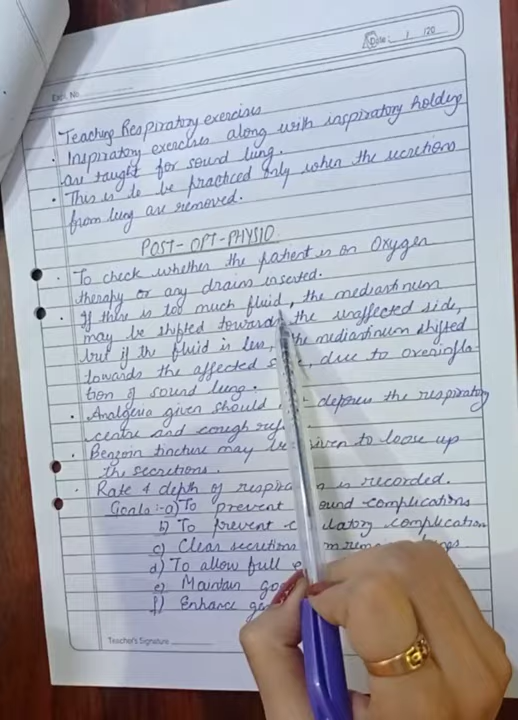 Date: / /20
Expt. No.
Teaching Respiratory exercises
• Inspiratory exercises along with inspiratory holding
are taught for sound lung.
• This is to be practiced only when the secretions
from lung are removed.
POST-OPT-PHYSIO
• To check whether the patient is on Oxygen
therapy or any drain inserted.
• If there is too much fluid, the mediastinum
may be shifted towards the unaffected side,
but if the fluid is less, the mediastinum shifted
towards the affected due to overinfla-
tion of sound lung.
• Analgesia given should depress the respiratory
centre and cough
• Benzoin tincture may be given to loose up
the secretions.
• Rate & depth of respiration is recorded.
Goals :- a) To prevent wound complications
b) To prevent complication
c) Clear secretions
d) To allow full
e) Maintain
f) Enhance
Teacher's Signature